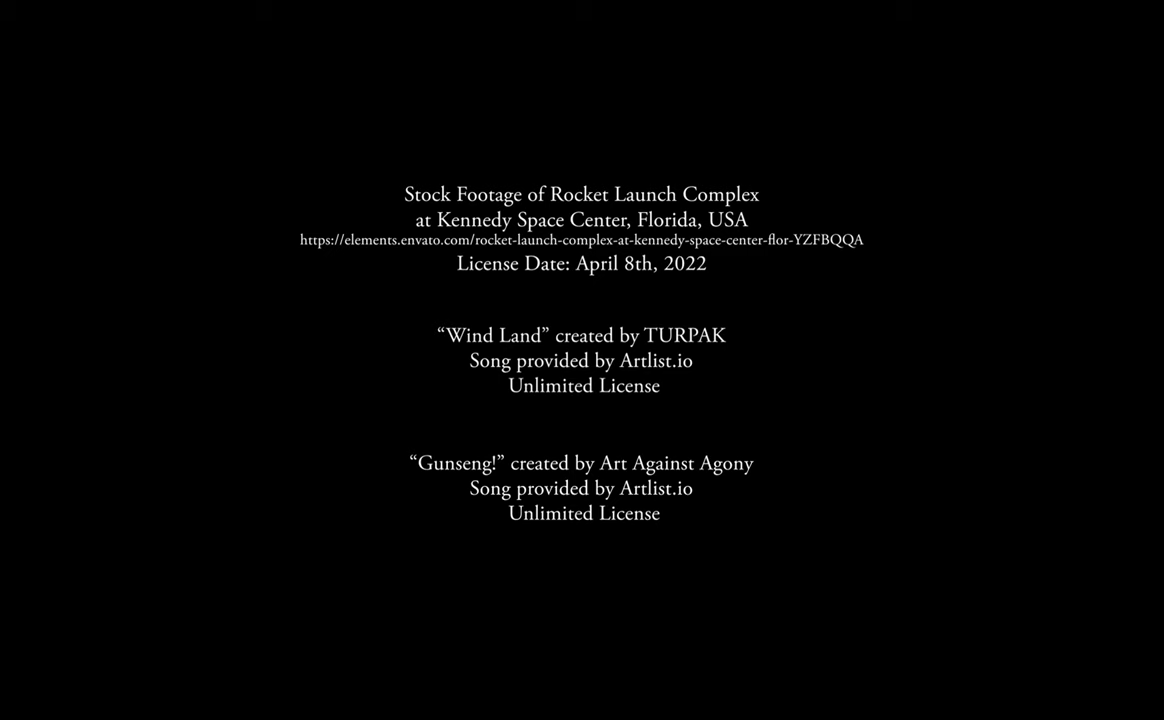 Stock Footage of Rocket Launch Complex
at Kennedy Space Center, Florida, USA
https://elements.envato.com/rocket-launch-complex-at-kennedy-space-center-flor-YZFBQQA
License Date: April 8th, 2022
“Wind Land” created by TURPAK
Song provided by Artlist.io
Unlimited License
“Gunseng!” created by Art Against Agony
Song provided by Artlist.io
Unlimited License